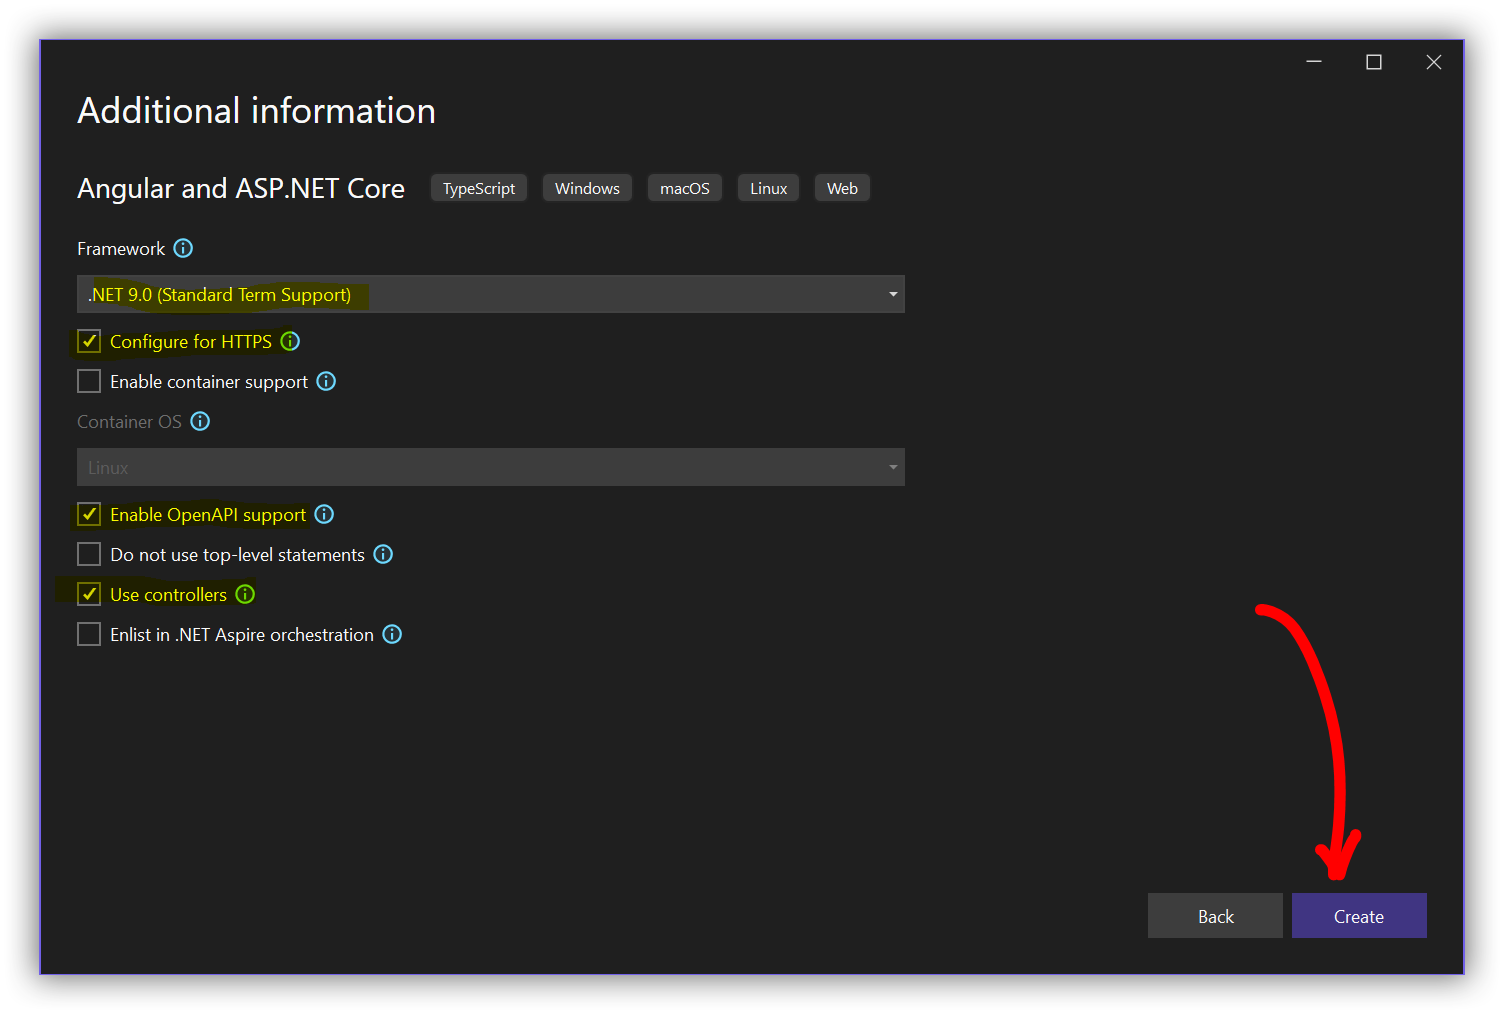 Additional information
Angular and ASP.NET Core TypeScript Windows macOS Linux Web
Framework
.NET 9.0 (Standard Term Support)
Configure for HTTPS
Enable container support
Container OS
Linux
Enable OpenAPI support
Do not use top-level statements
Use controllers
Enlist in .NET Aspire orchestration
Back Create